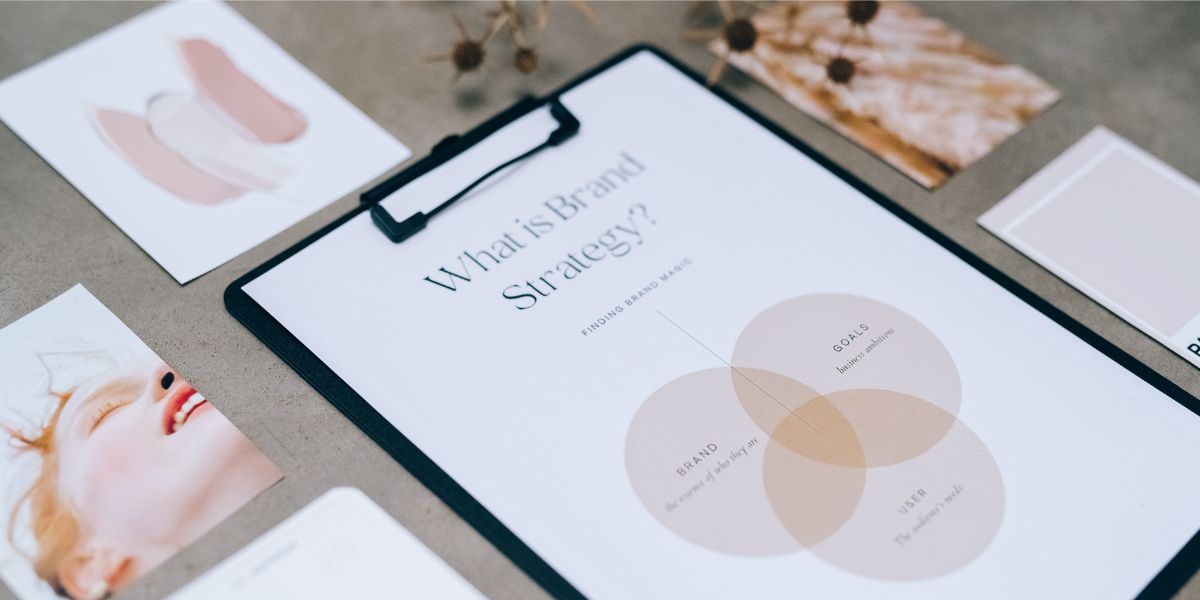 What is Brand
Strategy?
FINDING BRAND MAGIC
GOALS
business ambitions
BRAND
the essence of who they are
USER
The audience's needs